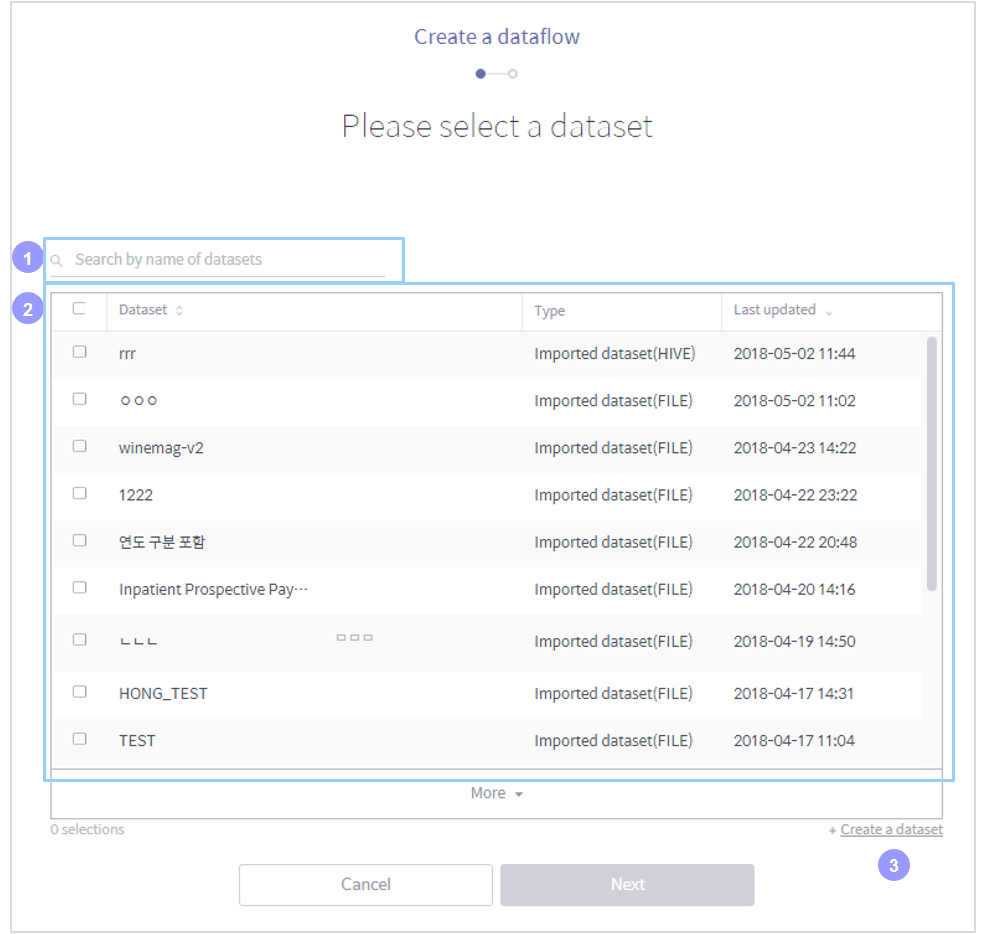 Create a dataflow
Please select a dataset
1 Search by name of datasets
2 Dataset Type Last updated
rrr Imported dataset(HIVE) 2018-05-02 11:44
ㅇㅇㅇ Imported dataset(FILE) 2018-05-02 11:02
winemag-v2 Imported dataset(FILE) 2018-04-23 14:22
1222 Imported dataset(FILE) 2018-04-22 23:22
연도 구분 포함 Imported dataset(FILE) 2018-04-22 20:48
Inpatient Prospective Pay⋯ Imported dataset(FILE) 2018-04-20 14:16
ㄴㄴㄴ ㅁㅁㅁ Imported dataset(FILE) 2018-04-19 14:50
HONG_TEST Imported dataset(FILE) 2018-04-17 14:31
TEST Imported dataset(FILE) 2018-04-17 11:04
More
0 selections + Create a dataset
3
Cancel Next